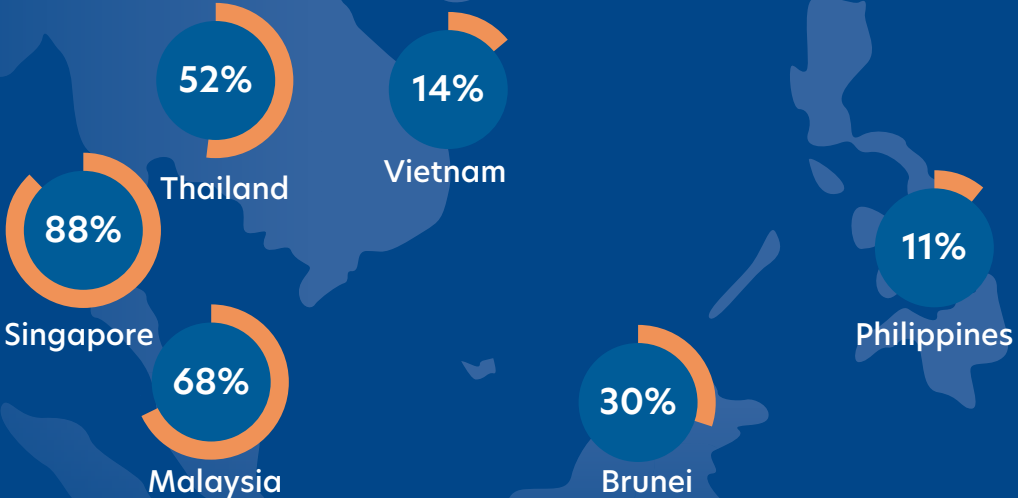 52%
Thailand
14%
Vietnam
88%
Singapore
11%
Philippines
68%
Malaysia
30%
Brunei